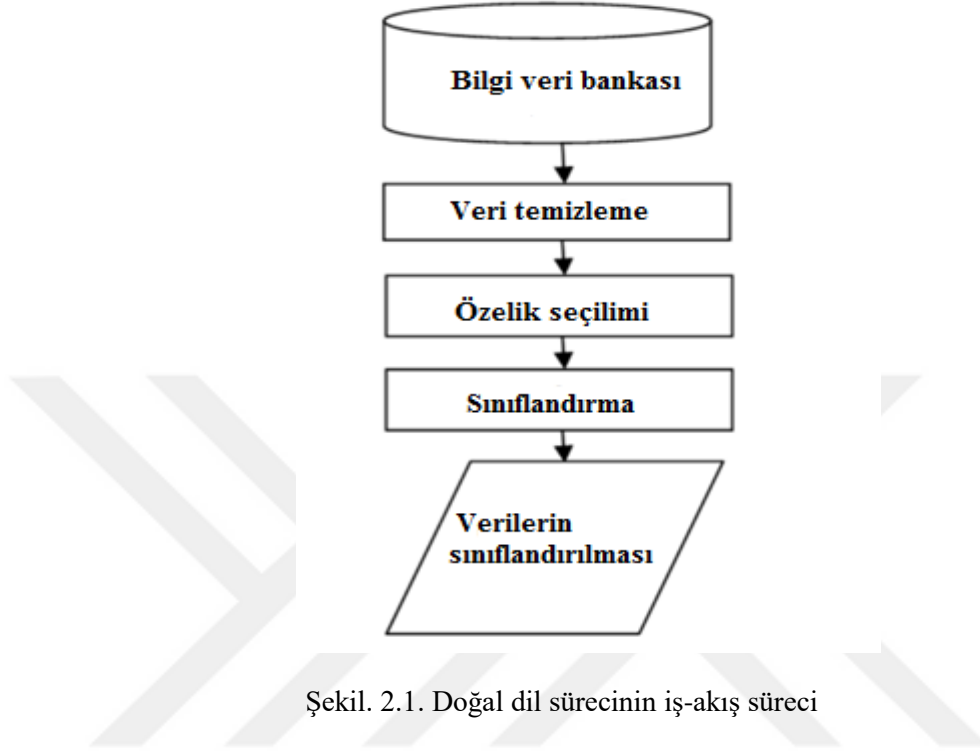 Bilgi veri bankası
Veri temizleme
Özelik seçilimi
Sınıflandırma
Verilerin
sınıflandırılması
Şekil. 2.1. Doğal dil sürecinin iş-akış süreci